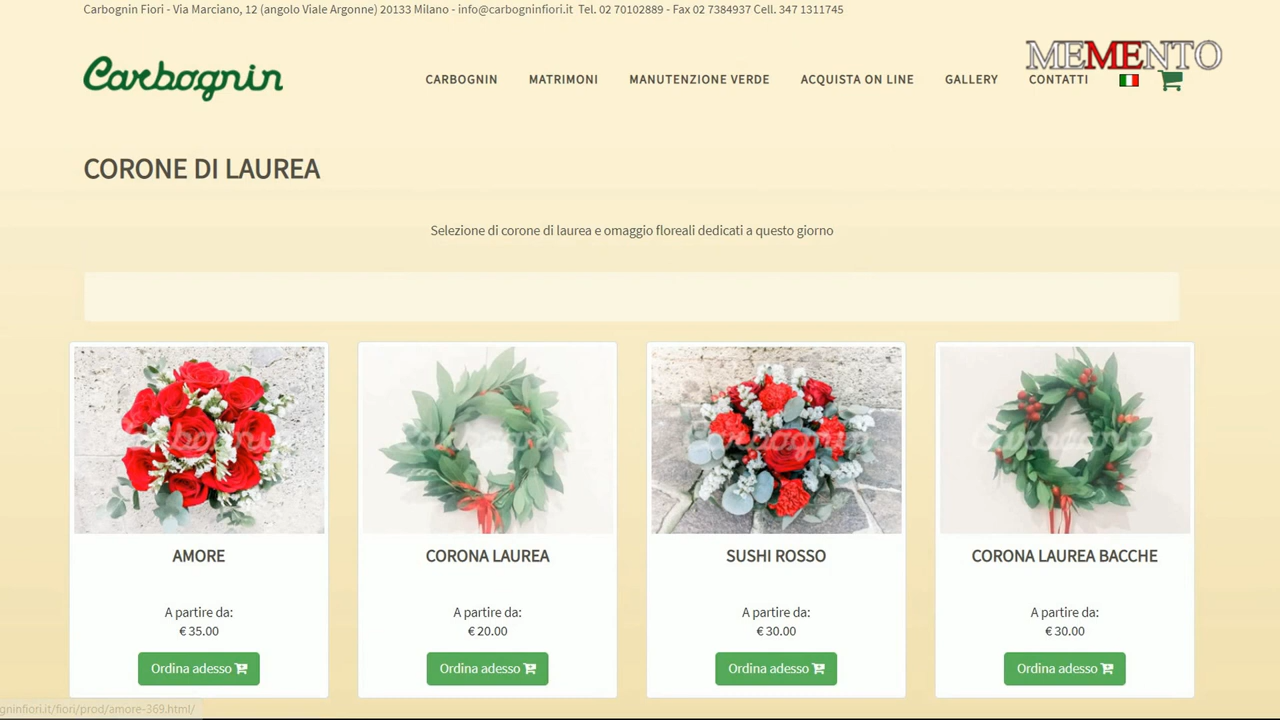 Carbognin Fiori - Via Marciano, 12 (angolo Viale Argonne) 20133 Milano - info@carbogninfiori.it Tel. 02 70102889 - Fax 02 7384937 Cell. 347 1311745
MEMENTO
Carbognin
CARBOGNIN MATRIMONI MANUTENZIONE VERDE ACQUISTA ON LINE GALLERY CONTATTI
CORONE DI LAUREA
Selezione di corone di laurea e omaggio floreali dedicati a questo giorno
Carbognin Carbognin Carbognin Carbognin
AMORE CORONA LAUREA SUSHI ROSSO CORONA LAUREA BACCHE
A partire da: A partire da: A partire da: A partire da:
€ 35.00 € 20.00 € 30.00 € 30.00
Ordina adesso Ordina adesso Ordina adesso Ordina adesso
gninfiori.it/fiori/prod/amore-369.html/